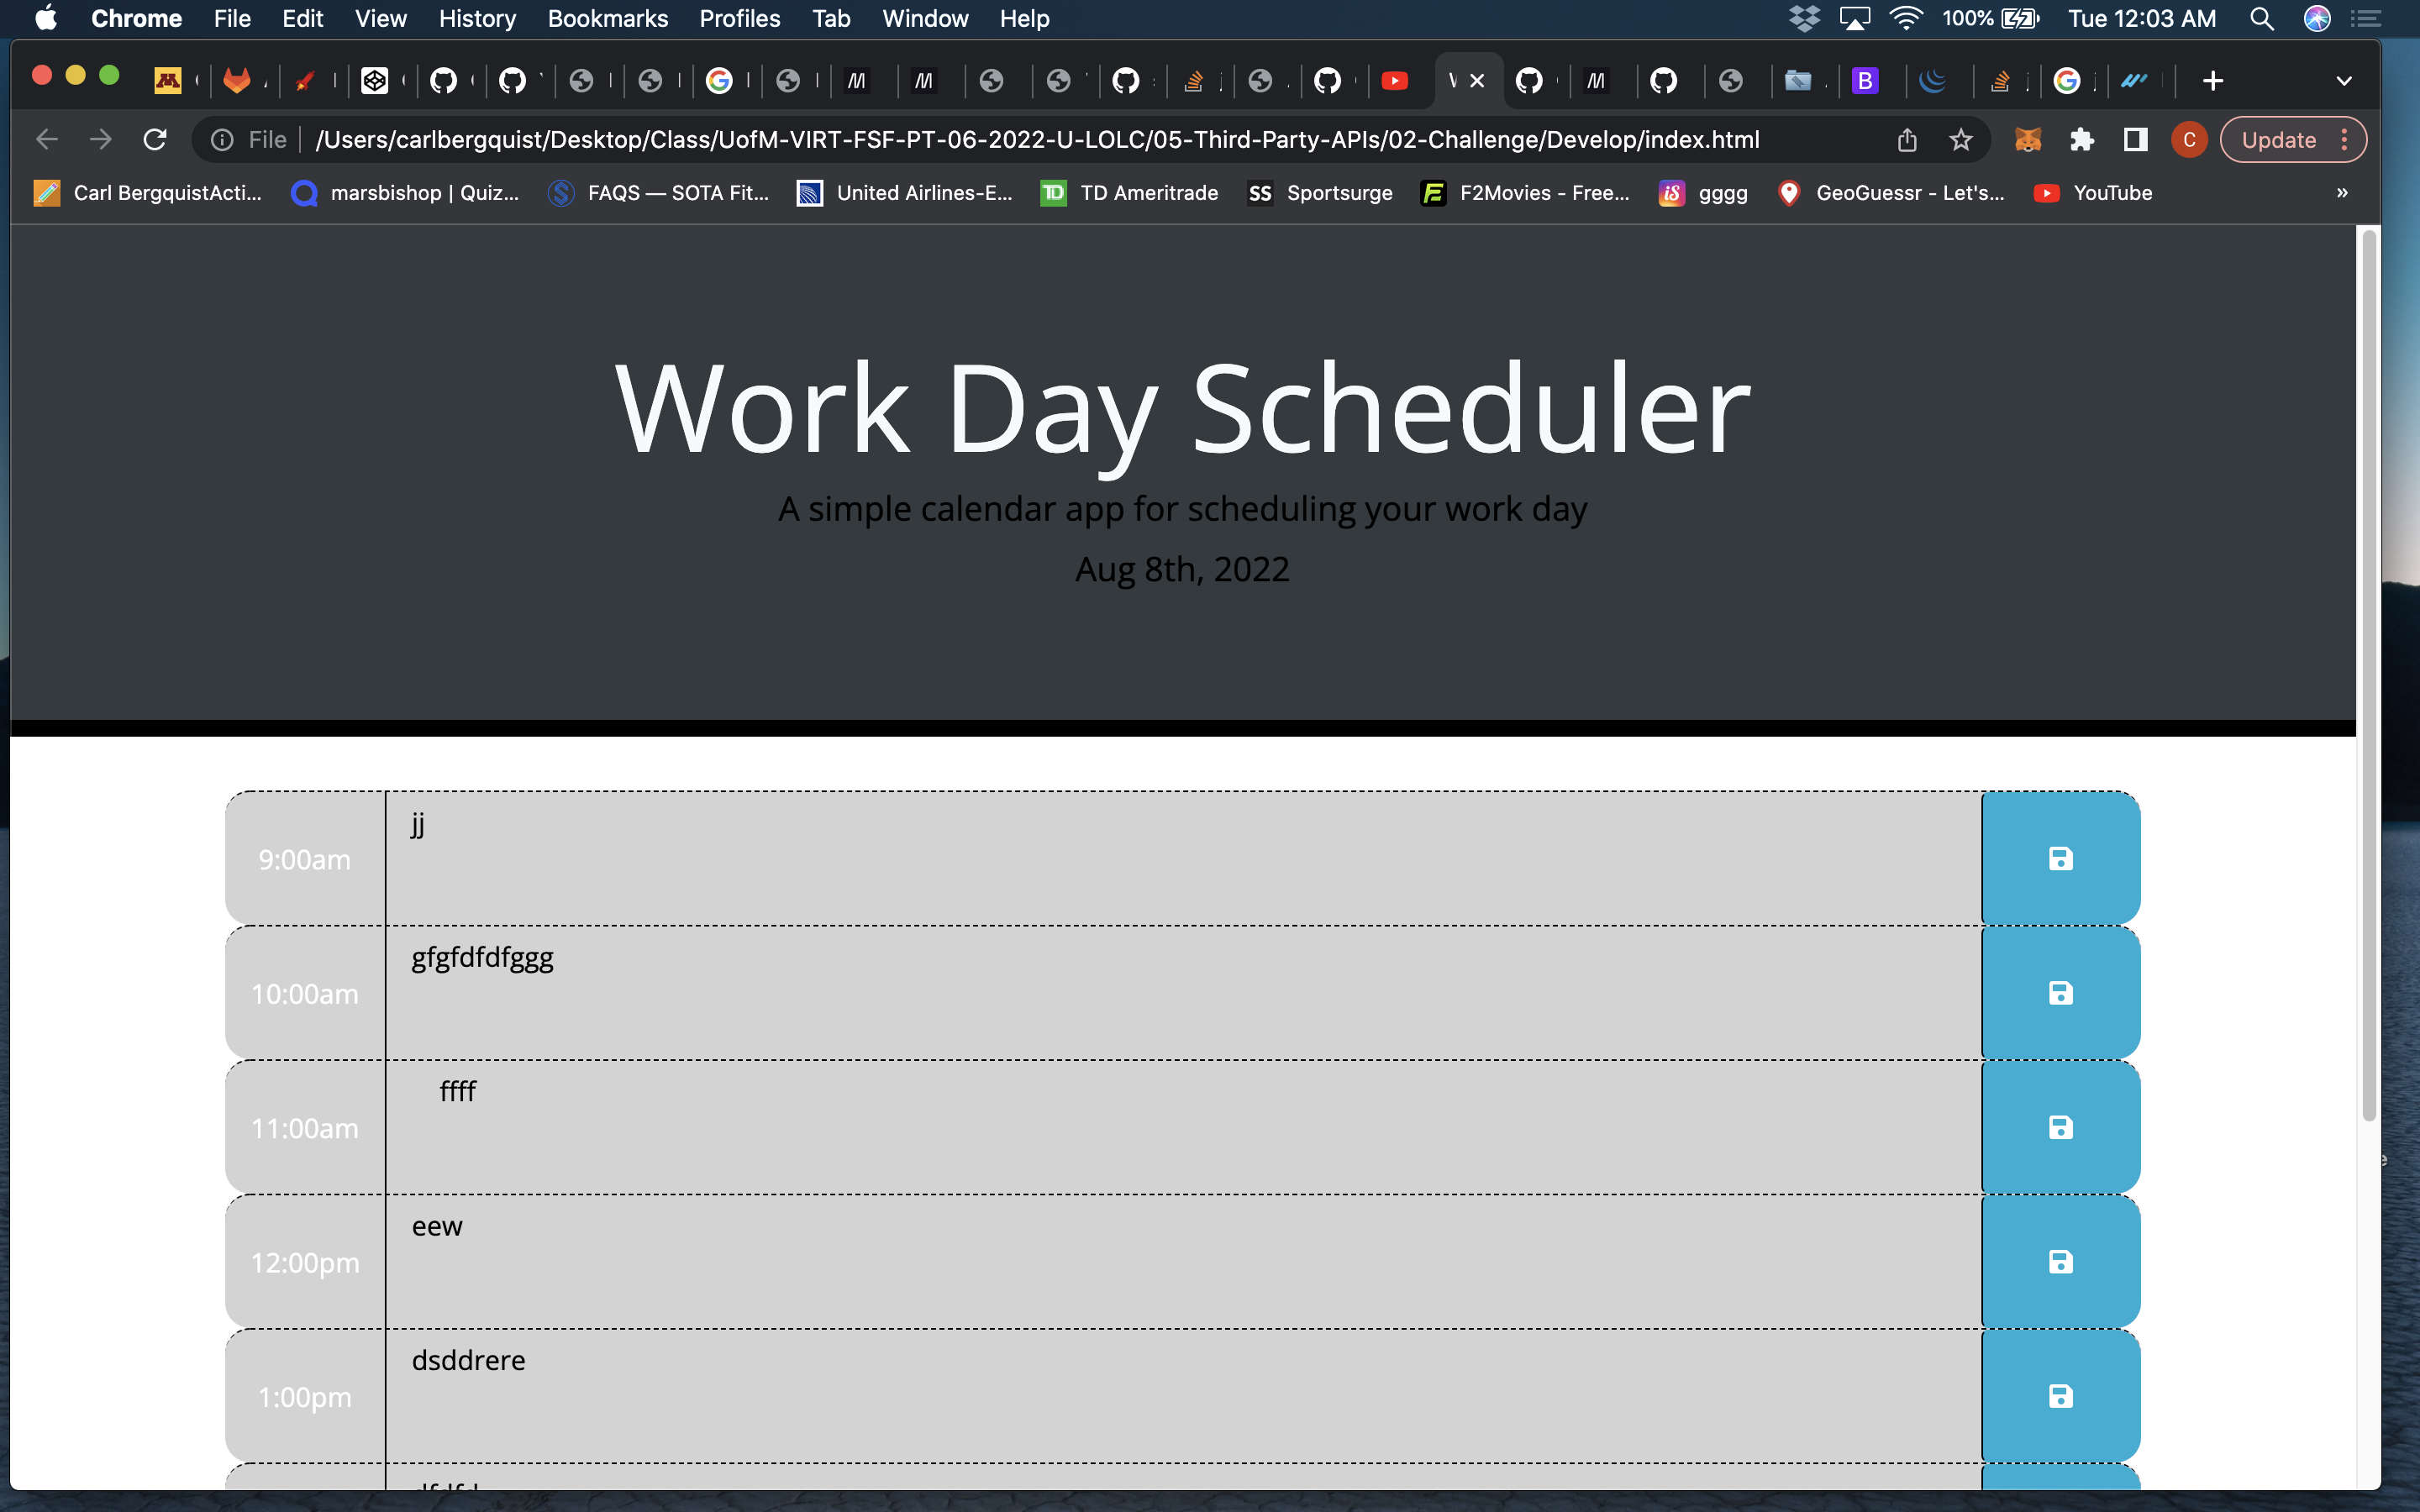 Chrome File Edit View History Bookmarks Profiles Tab Window Help 100% Tue 12:03 AM
File /Users/carlbergquist/Desktop/Class/UofM-VIRT-FSF-PT-06-2022-U-LOLC/05-Third-Party-APIs/02-Challenge/Develop/index.html C Update
Carl BergquistActi... marsbishop | Quiz... FAQS — SOTA Fit... United Airlines-E... TD Ameritrade Sportsurge F2Movies - Free... gggg GeoGuessr - Let's... YouTube »
Work Day Scheduler
A simple calendar app for scheduling your work day
Aug 8th, 2022
9:00am jj
10:00am gfgfdfdfggg
11:00am ffff
12:00pm eew
1:00pm dsddrere